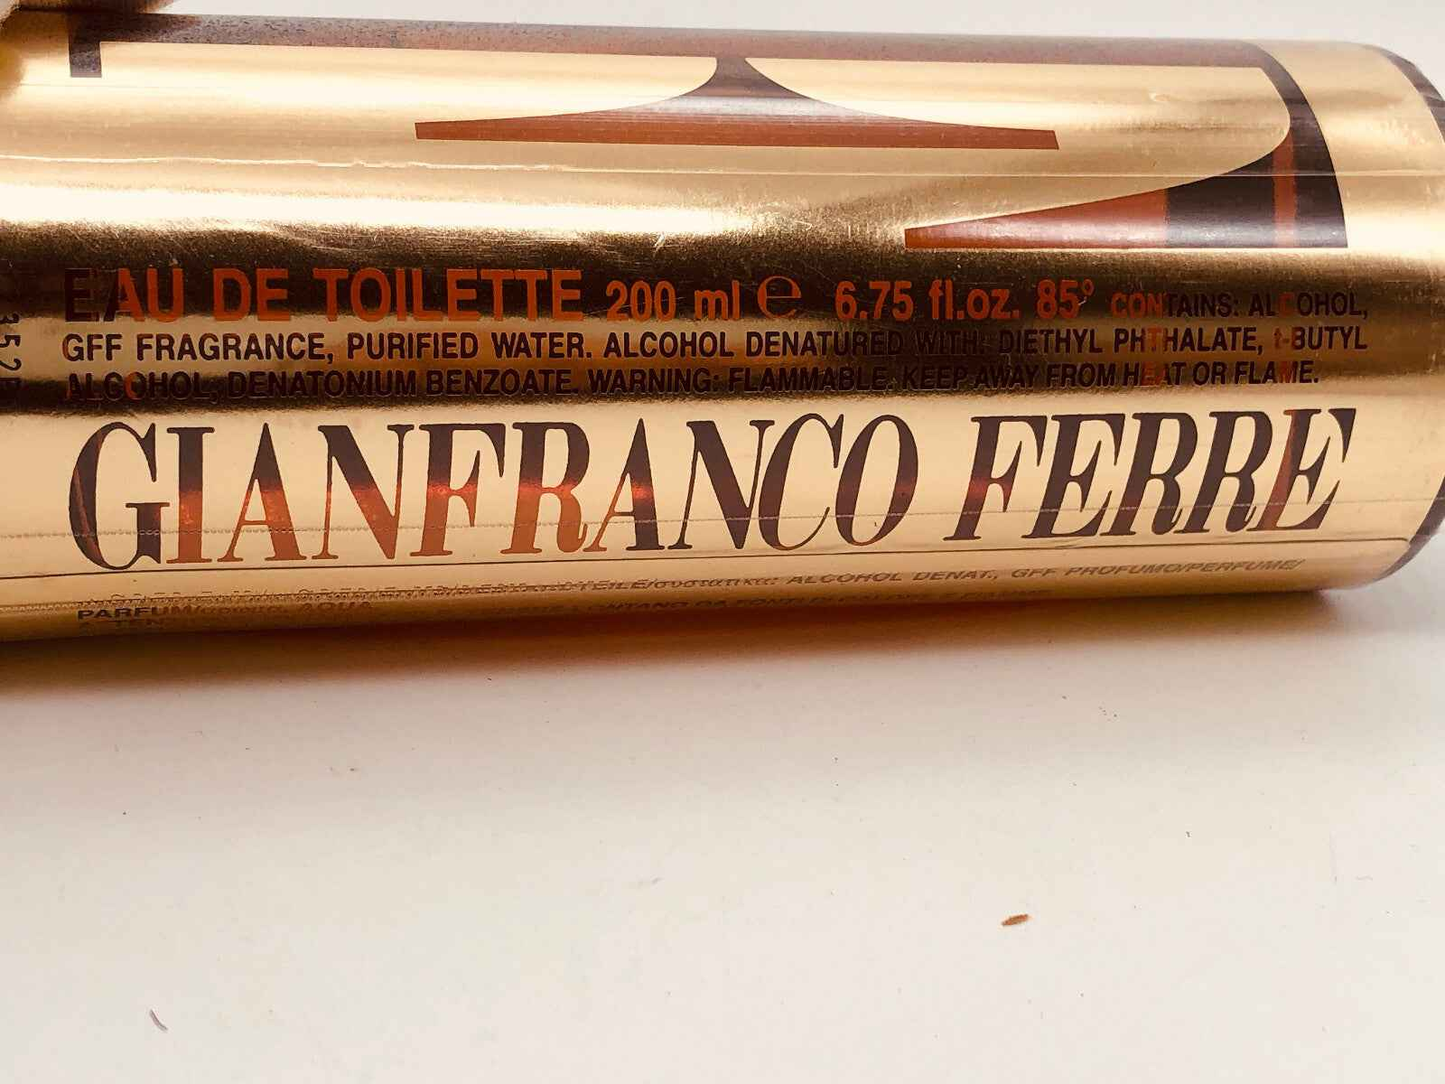 EAU DE TOILETTE 200 ml ℮ 6.75 fl.oz. 85° CONTAINS: ALCOHOL,
GFF FRAGRANCE, PURIFIED WATER. ALCOHOL DENATURED WITH: DIETHYL PHTHALATE, t-BUTYL
ALCOHOL, DENATONIUM BENZOATE. WARNING: FLAMMABLE. KEEP AWAY FROM HEAT OR FLAME.
GIANFRANCO FERRE
ALCOHOL DENAT., GFF PROFUMO/PERFUME/
PARFUM/ AQUA